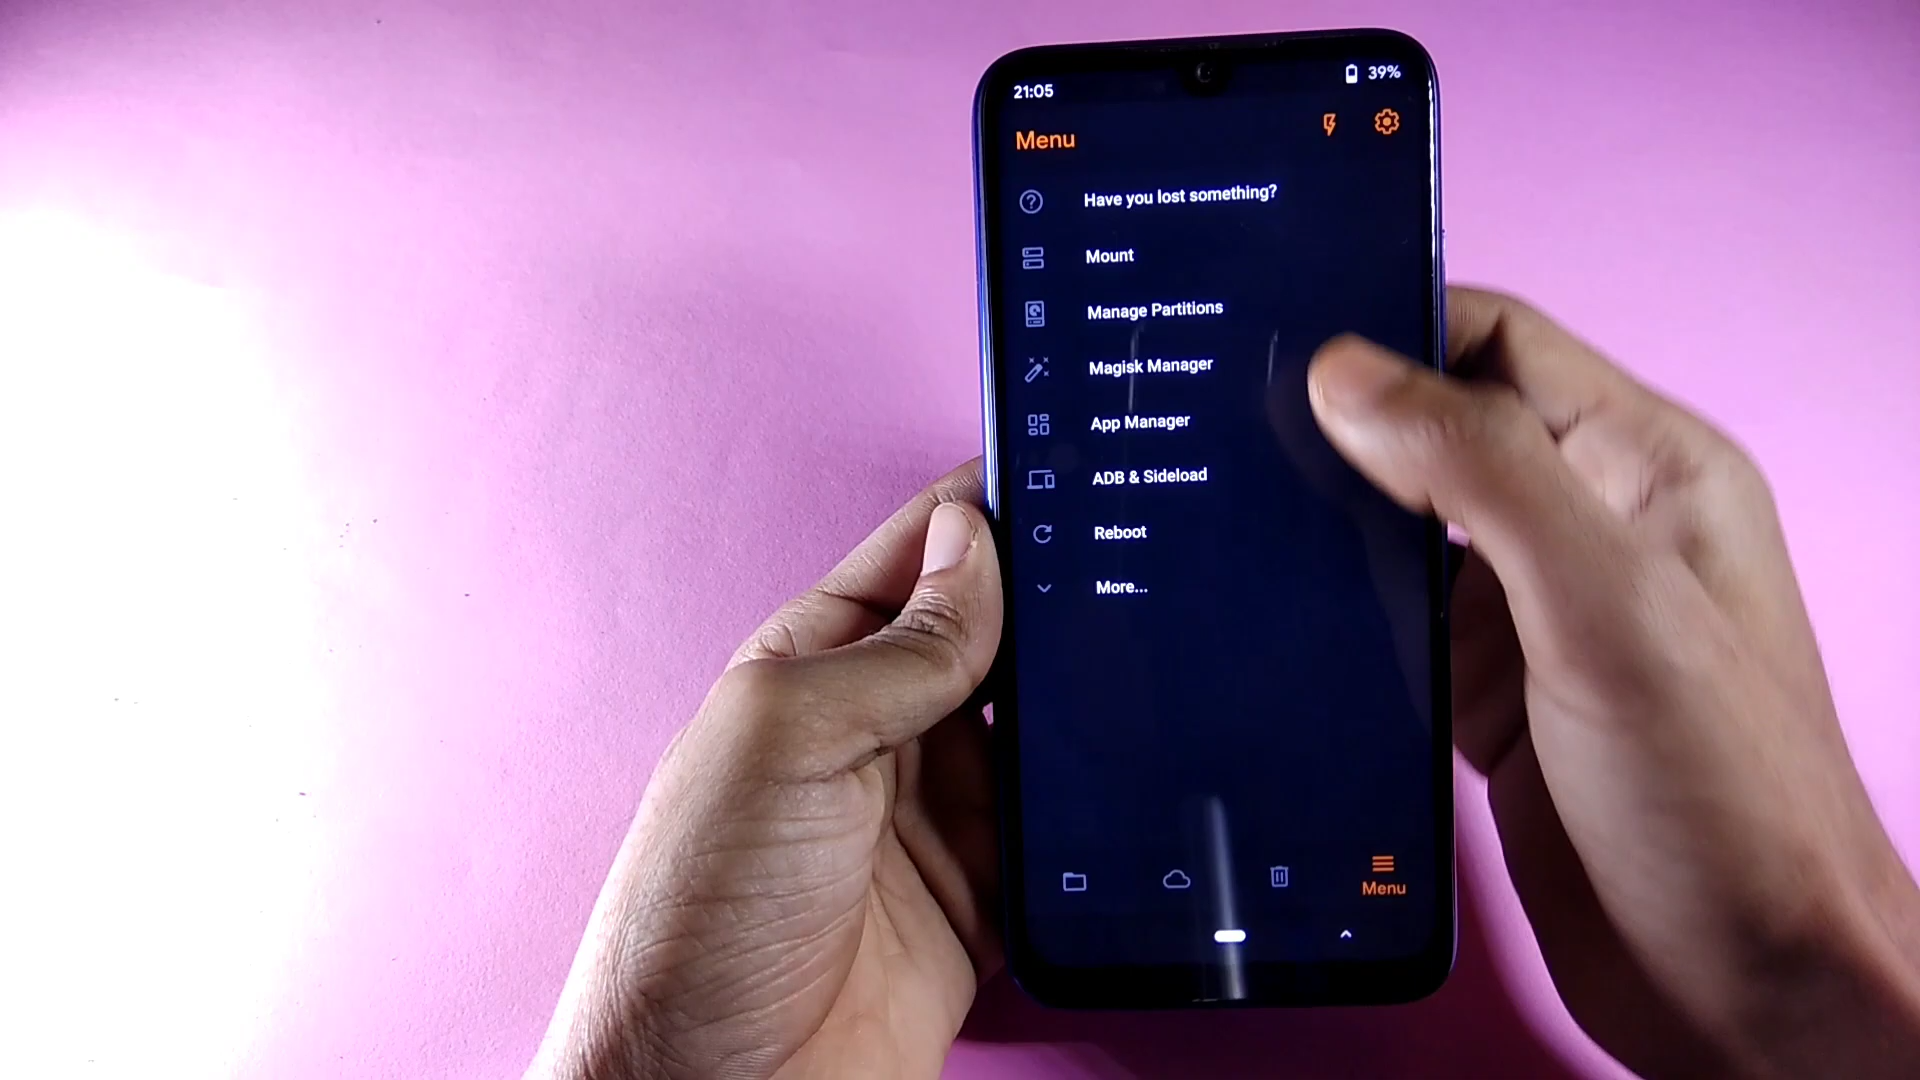 21:05
39%
Menu
Have you lost something?
Mount
Manage Partitions
Magisk Manager
App Manager
ADB & Sideload
Reboot
More...
Menu